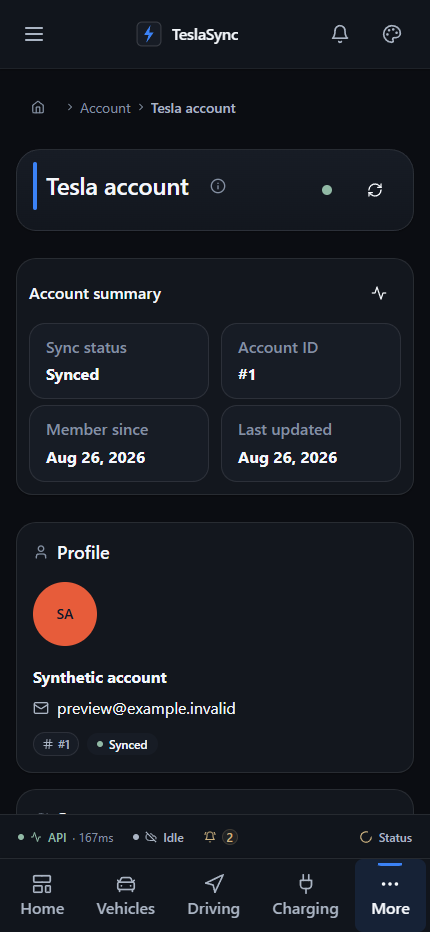 TeslaSync
Account > Tesla account
Tesla account
Account summary
Sync status
Synced
Account ID
#1
Member since
Aug 26, 2026
Last updated
Aug 26, 2026
Profile
SA
Synthetic account
preview@example.invalid
# #1
Synced
API · 167ms
Idle
2
Status
Home
Vehicles
Driving
Charging
More